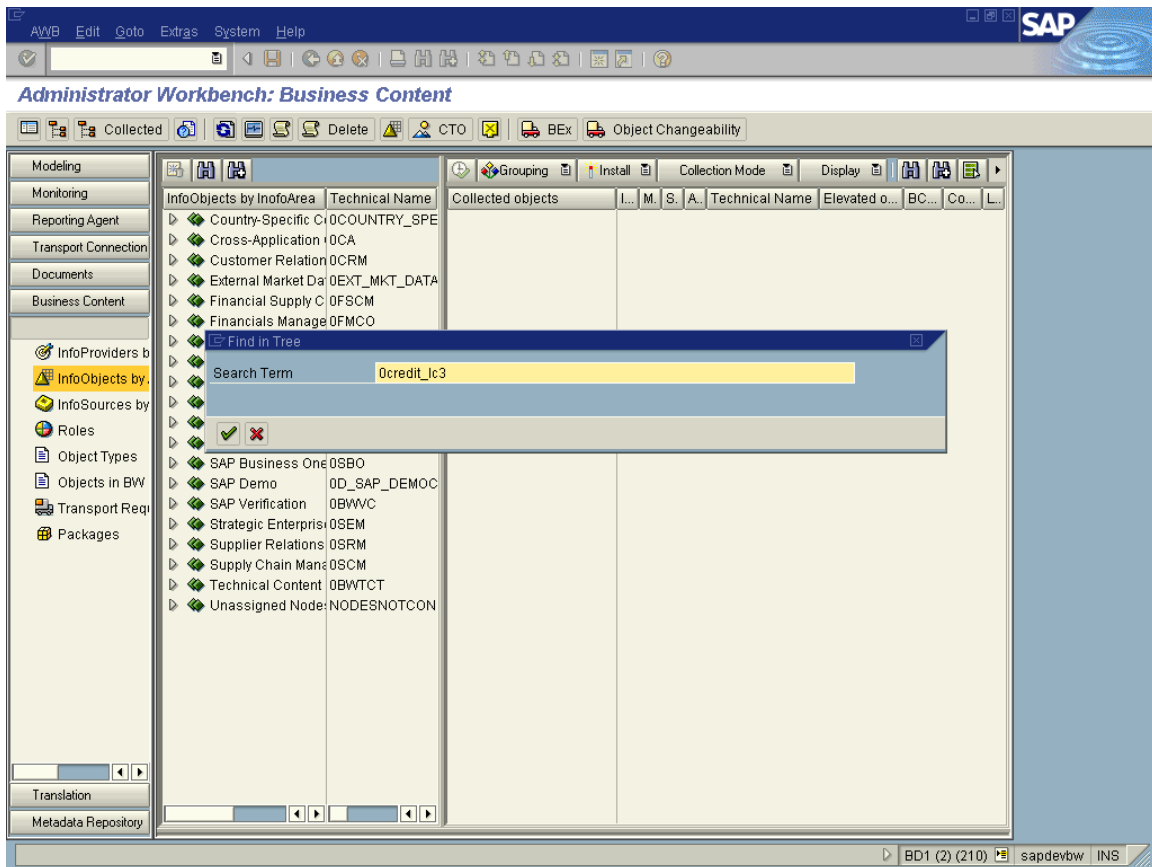 AWB Edit Goto Extras System Help
SAP
Administrator Workbench: Business Content
Collected Delete CTO BEx Object Changeability
Modeling
Monitoring
Reporting Agent
Transport Connection
Documents
Business Content
InfoProviders b
InfoObjects by.
InfoSources by
Roles
Object Types
Objects in BW
Transport Requ
Packages
Translation
Metadata Repository
Grouping Install Collection Mode Display
InfoObjects by InofoArea Technical Name Collected objects I... M. S. A.. Technical Name Elevated o... BC... Co... L..
Country-Specific C 0COUNTRY_SPE
Cross-Application 0CA
Customer Relation 0CRM
External Market Da 0EXT_MKT_DATA
Financial Supply C 0FSCM
Financials Manage 0FMCO
Find in Tree
Search Term 0credit_lc3
SAP Business One 0SBO
SAP Demo 0D_SAP_DEMOC
SAP Verification 0BWVC
Strategic Enterpris 0SEM
Supplier Relations 0SRM
Supply Chain Mana 0SCM
Technical Content 0BWTCT
Unassigned Node NODESNOTCON
BD1 (2) (210) sapdevbw INS